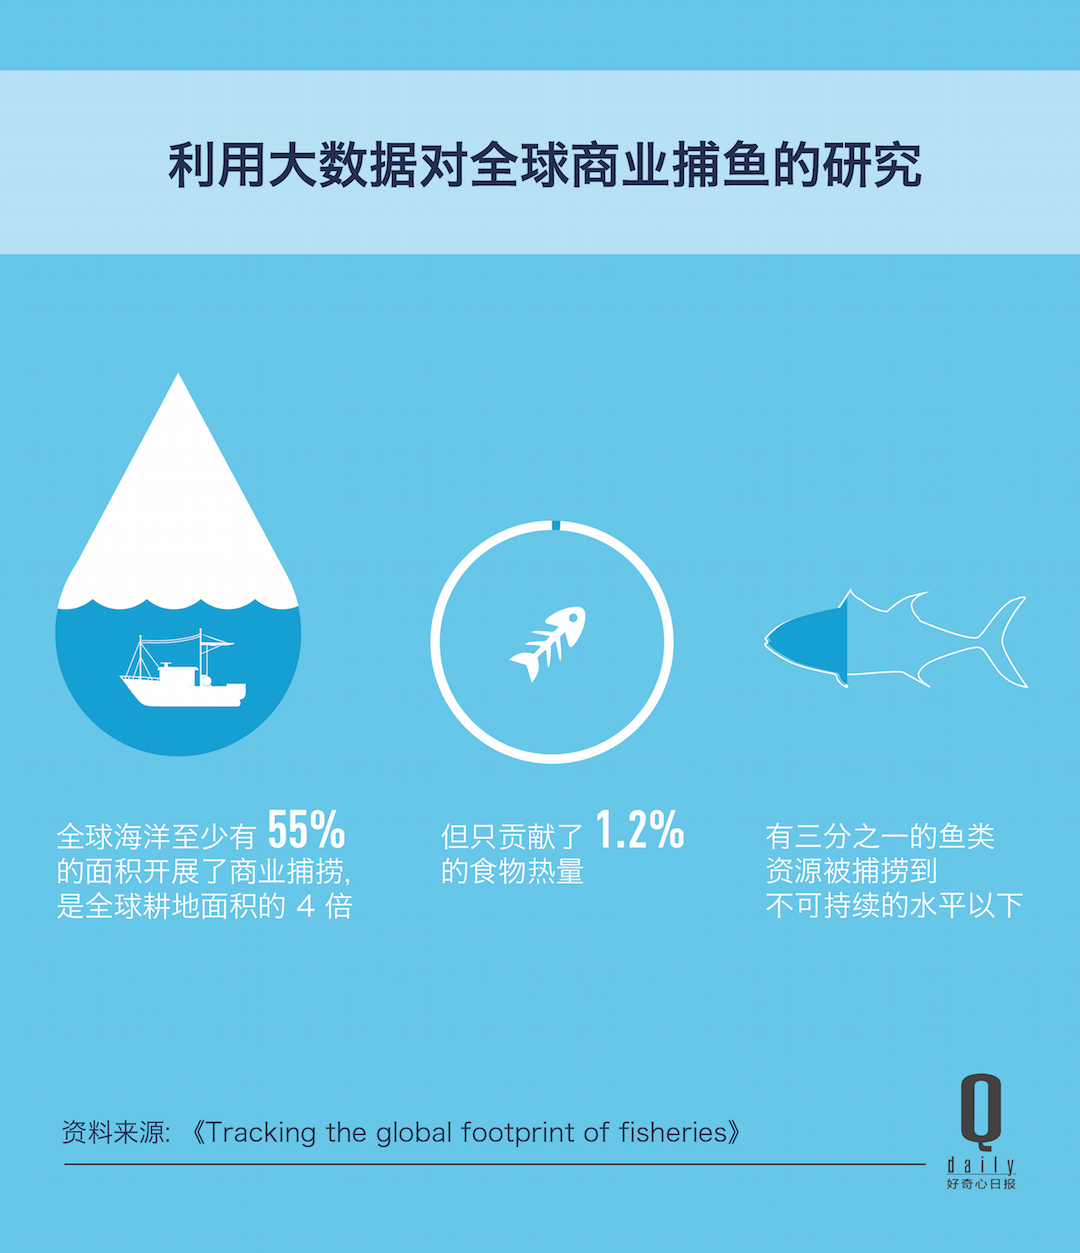 利用大数据对全球商业捕鱼的研究
全球海洋至少有 55%
的面积开展了商业捕捞,
是全球耕地面积的 4 倍
但只贡献了 1.2%
的食物热量
有三分之一的鱼类
资源被捕捞到
不可持续的水平以下
资料来源: 《Tracking the global footprint of fisheries》
Q
daily
好奇心日报